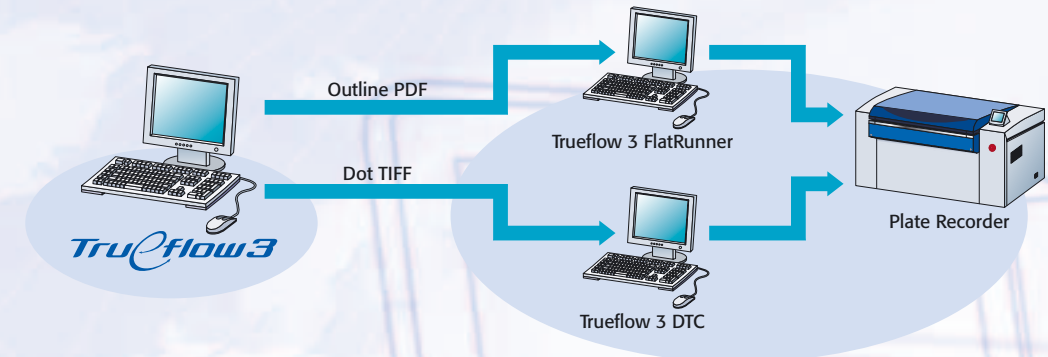 Outline PDF
Trueflow 3 FlatRunner
Dot TIFF
Plate Recorder
Trueflow3
Trueflow 3 DTC